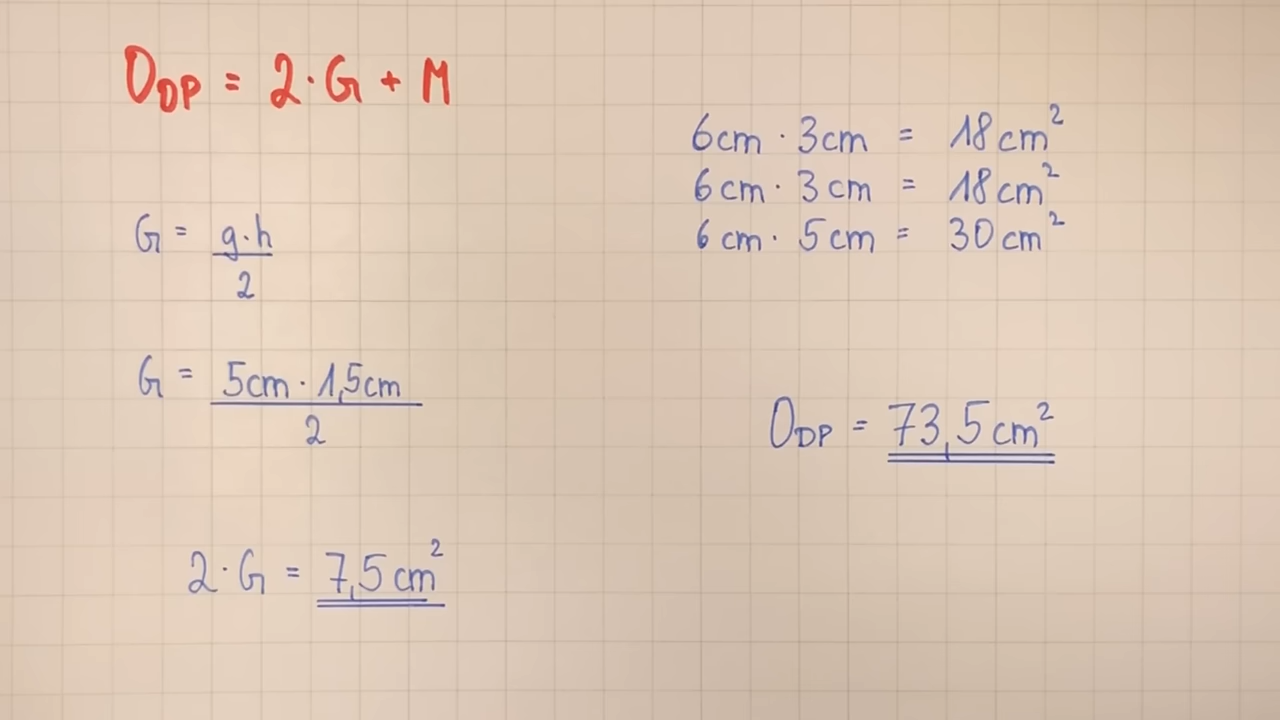 O_DP = 2·G + M
G = g·h / 2
G = 5cm · 1,5cm / 2
2·G = 7,5cm²
6cm · 3cm = 18cm²
6cm · 3cm = 18cm²
6cm · 5cm = 30cm²
O_DP = 73,5cm²